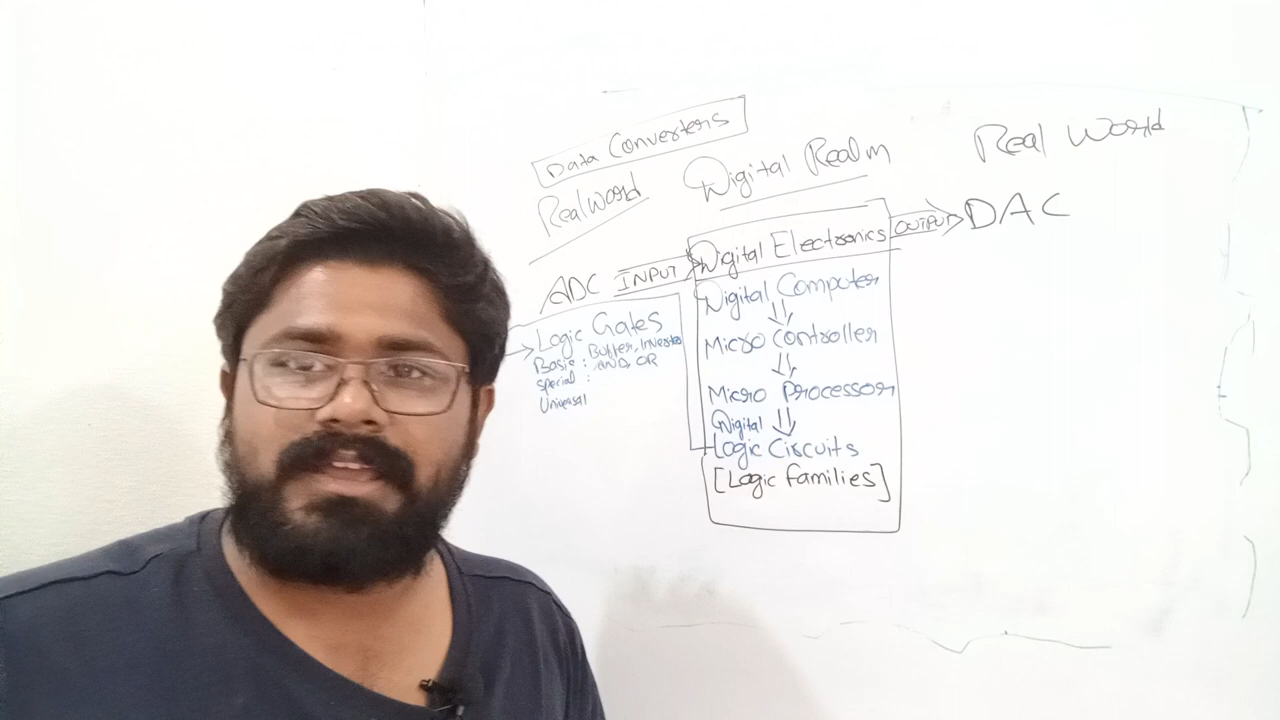 Data Converters
Real Word
Digital Realm
Real World
ADC INPUT
Digital Electronics
OUTPUT
DAC
Logic Gates
Basic : Buffer, Inverter
AND, OR
Special :
Universal
Digital Computer
Micro Controller
Micro Processor
Digital
Logic Circuits
[Logic families]